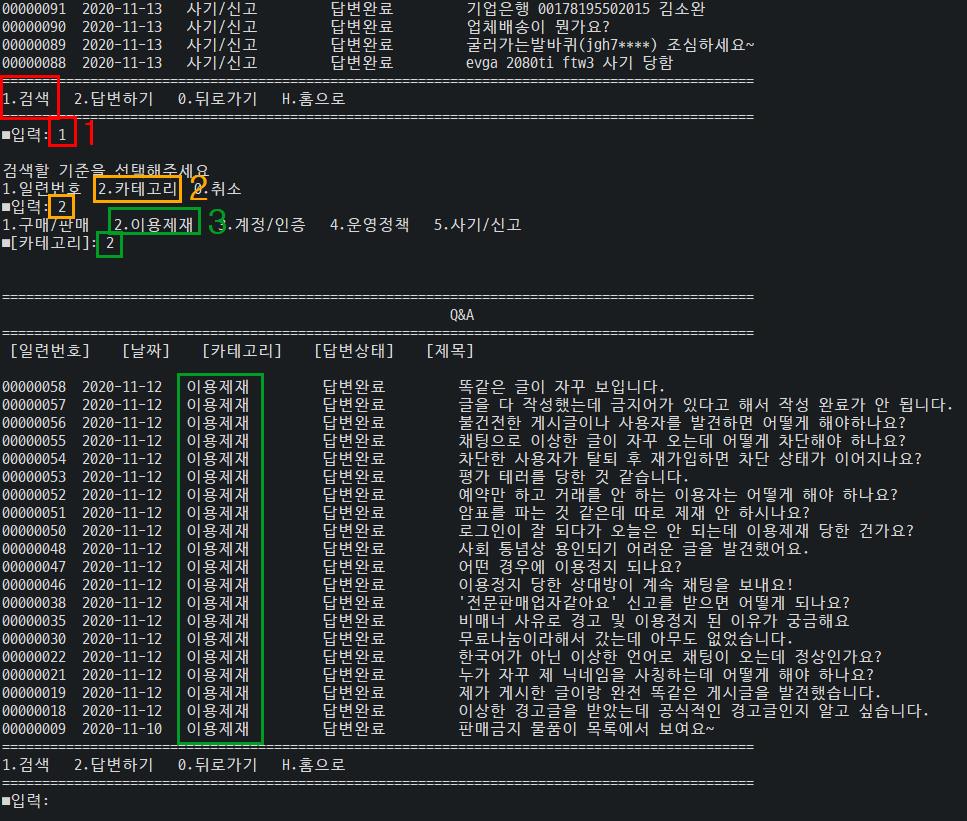 00000091 2020-11-13 사기/신고 답변완료 기업은행 00178195502015 김소완
00000090 2020-11-13 사기/신고 답변완료 업체배송이 뭔가요?
00000089 2020-11-13 사기/신고 답변완료 굴러가는발바퀴(jgh7****) 조심하세요~
00000088 2020-11-13 사기/신고 답변완료 evga 2080ti ftw3 사기 당함
1.검색 2.답변하기 0.뒤로가기 H.홈으로
■입력: 1 1
검색할 기준을 선택해주세요
1.일련번호 2.카테고리 2 0.취소
■입력: 2
1.구매/판매 2.이용제재 3 3.계정/인증 4.운영정책 5.사기/신고
■[카테고리]: 2
Q&A
[일련번호] [날짜] [카테고리] [답변상태] [제목]
00000058 2020-11-12 이용제재 답변완료 똑같은 글이 자꾸 보입니다.
00000057 2020-11-12 이용제재 답변완료 글을 다 작성했는데 금지어가 있다고 해서 작성 완료가 안 됩니다.
00000056 2020-11-12 이용제재 답변완료 불건전한 게시글이나 사용자를 발견하면 어떻게 해야하나요?
00000055 2020-11-12 이용제재 답변완료 채팅으로 이상한 글이 자꾸 오는데 어떻게 차단해야 하나요?
00000054 2020-11-12 이용제재 답변완료 차단한 사용자가 탈퇴 후 재가입하면 차단 상태가 이어지나요?
00000053 2020-11-12 이용제재 답변완료 평가 테러를 당한 것 같습니다.
00000052 2020-11-12 이용제재 답변완료 예약만 하고 거래를 안 하는 이용자는 어떻게 해야 하나요?
00000051 2020-11-12 이용제재 답변완료 암표를 파는 것 같은데 따로 제재 안 하시나요?
00000050 2020-11-12 이용제재 답변완료 로그인이 잘 되다가 오늘은 안 되는데 이용제재 당한 건가요?
00000048 2020-11-12 이용제재 답변완료 사회 통념상 용인되기 어려운 글을 발견했어요.
00000047 2020-11-12 이용제재 답변완료 어떤 경우에 이용정지 되나요?
00000046 2020-11-12 이용제재 답변완료 이용정지 당한 상대방이 계속 채팅을 보내요!
00000038 2020-11-12 이용제재 답변완료 '전문판매업자같아요' 신고를 받으면 어떻게 되나요?
00000035 2020-11-12 이용제재 답변완료 비매너 사유로 경고 및 이용정지 된 이유가 궁금해요
00000030 2020-11-12 이용제재 답변완료 무료나눔이라해서 갔는데 아무도 없었습니다.
00000022 2020-11-12 이용제재 답변완료 한국어가 아닌 이상한 언어로 채팅이 오는데 정상인가요?
00000021 2020-11-12 이용제재 답변완료 누가 자꾸 제 닉네임을 사칭하는데 어떻게 해야 하나요?
00000019 2020-11-12 이용제재 답변완료 제가 게시한 글이랑 완전 똑같은 게시글을 발견했습니다.
00000018 2020-11-12 이용제재 답변완료 이상한 경고글을 받았는데 공식적인 경고글인지 알고 싶습니다.
00000009 2020-11-10 이용제재 답변완료 판매금지 물품이 목록에서 보여요~
1.검색 2.답변하기 0.뒤로가기 H.홈으로
■입력: